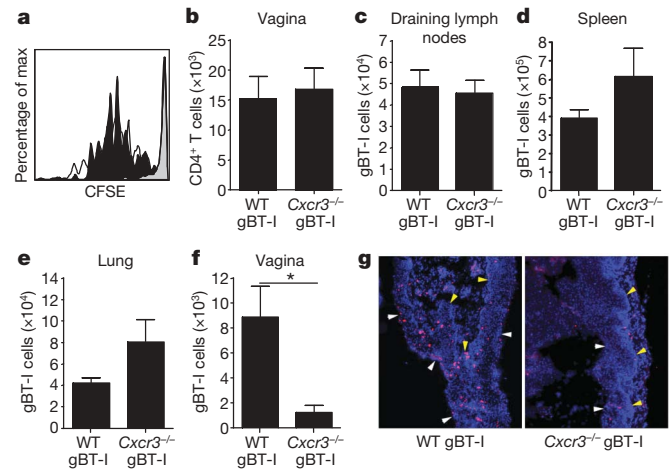 a
Percentage of max
CFSE
b
Vagina
CD4⁺ T cells (×10³)
25
20
15
10
5
0
WT
gBT-I
Cxcr3⁻/⁻
gBT-I
c
Draining lymph
nodes
gBT-I cells (×10⁴)
8
7
6
5
4
3
2
1
0
WT
gBT-I
Cxcr3⁻/⁻
gBT-I
d
Spleen
gBT-I cells (×10⁵)
8
7
6
5
4
3
2
1
0
WT
gBT-I
Cxcr3⁻/⁻
gBT-I
e
Lung
gBT-I cells (×10⁴)
14
12
10
8
6
4
2
0
WT
gBT-I
Cxcr3⁻/⁻
gBT-I
f
Vagina
gBT-I cells (×10³)
12
9
6
3
0
*
WT
gBT-I
Cxcr3⁻/⁻
gBT-I
g
WT gBT-I
Cxcr3⁻/⁻ gBT-I